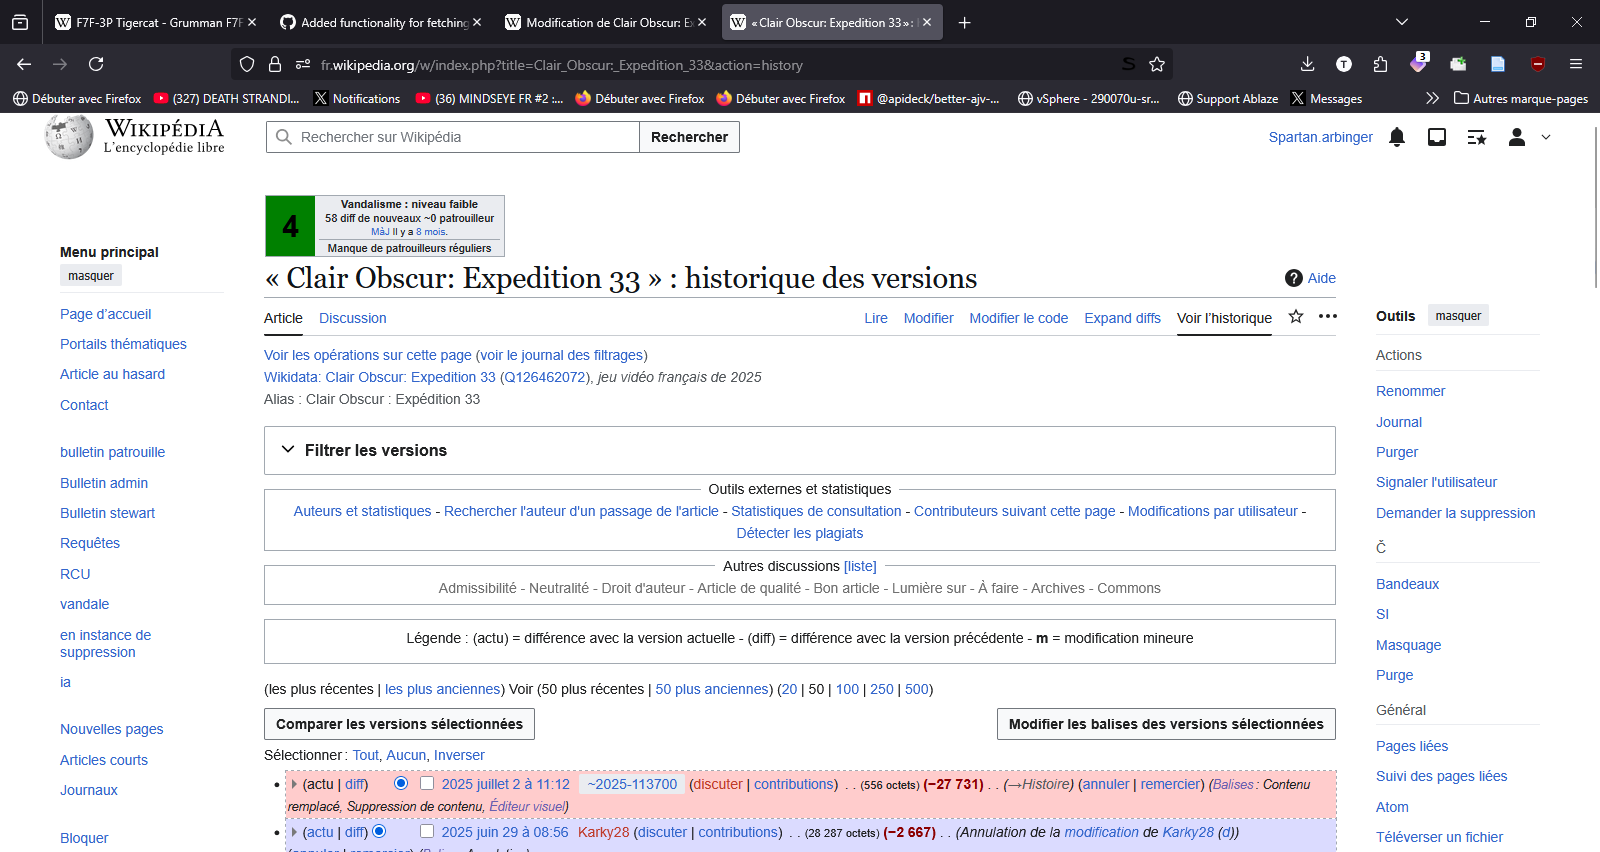 F7F-3P Tigercat - Grumman F7F
Added functionality for fetching
Modification de Clair Obscur: Ex
« Clair Obscur: Expedition 33 » :
fr.wikipedia.org/w/index.php?title=Clair_Obscur:_Expedition_33&action=history
S
T
3
Débuter avec Firefox
(327) DEATH STRANDI...
Notifications
(36) MINDSEYE FR #2 :...
Débuter avec Firefox
Débuter avec Firefox
@apideck/better-ajv-...
vSphere - 290070u-sr...
Support Ablaze
Messages
Autres marque-pages
WIKIPÉDIA
L'encyclopédie libre
Rechercher sur Wikipédia
Rechercher
Spartan.arbinger
4
Vandalisme : niveau faible
58 diff de nouveaux ~0 patrouilleur
MàJ Il y a 8 mois.
Manque de patrouilleurs réguliers
Menu principal
masquer
Page d'accueil
Portails thématiques
Article au hasard
Contact
bulletin patrouille
Bulletin admin
Bulletin stewart
Requêtes
RCU
vandale
en instance de
suppression
ia
Nouvelles pages
Articles courts
Journaux
Bloquer
« Clair Obscur: Expedition 33 » : historique des versions
Aide
Article Discussion Lire Modifier Modifier le code Expand diffs Voir l'historique
Voir les opérations sur cette page (voir le journal des filtrages)
Wikidata: Clair Obscur: Expedition 33 (Q126462072), jeu vidéo français de 2025
Alias : Clair Obscur : Expédition 33
Filtrer les versions
Outils externes et statistiques
Auteurs et statistiques - Rechercher l'auteur d'un passage de l'article - Statistiques de consultation - Contributeurs suivant cette page - Modifications par utilisateur -
Détecter les plagiats
Autres discussions [liste]
Admissibilité - Neutralité - Droit d'auteur - Article de qualité - Bon article - Lumière sur - À faire - Archives - Commons
Légende : (actu) = différence avec la version actuelle - (diff) = différence avec la version précédente - m = modification mineure
(les plus récentes | les plus anciennes) Voir (50 plus récentes | 50 plus anciennes) (20 | 50 | 100 | 250 | 500)
Comparer les versions sélectionnées
Modifier les balises des versions sélectionnées
Sélectionner : Tout, Aucun, Inverser
(actu | diff) 2025 juillet 2 à 11:12 ~2025-113700 (discuter | contributions) . . (556 octets) (−27 731) . . (→Histoire) (annuler | remercier) (Balises : Contenu
remplacé, Suppression de contenu, Éditeur visuel)
(actu | diff) 2025 juin 29 à 08:56 Karky28 (discuter | contributions) . . (28 287 octets) (−2 667) . . (Annulation de la modification de Karky28 (d))
Outils
masquer
Actions
Renommer
Journal
Purger
Signaler l'utilisateur
Demander la suppression
Č
Bandeaux
SI
Masquage
Purge
Général
Pages liées
Suivi des pages liées
Atom
Téléverser un fichier